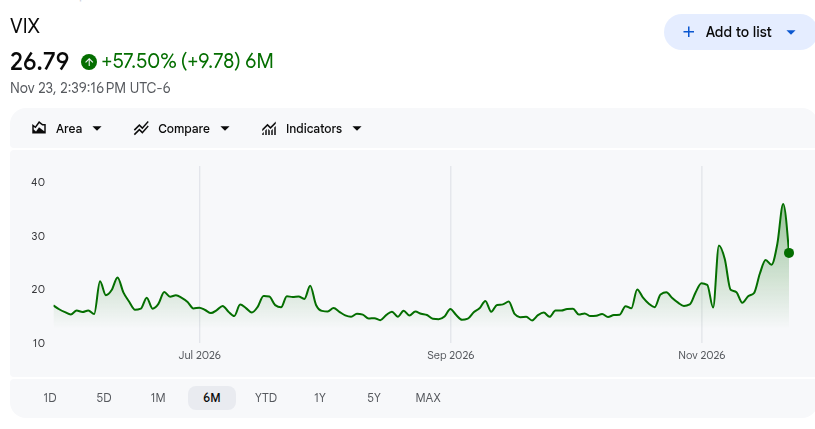 VIX
Add to list
26.79 +57.50% (+9.78) 6M
Nov 23, 2:39:16 PM UTC-6
Area Compare Indicators
40
30
20
10
Jul 2026 Sep 2026 Nov 2026
1D 5D 1M 6M YTD 1Y 5Y MAX